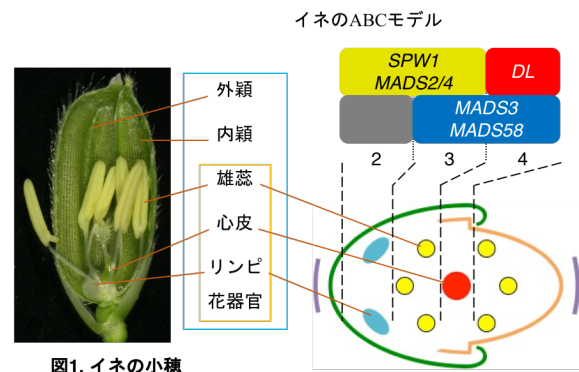 イネのABCモデル
SPW1
MADS2/4
DL
MADS3
MADS58
2
3
4
外穎
内穎
雄蕊
心皮
リンピ
花器官
図1. イネの小穂